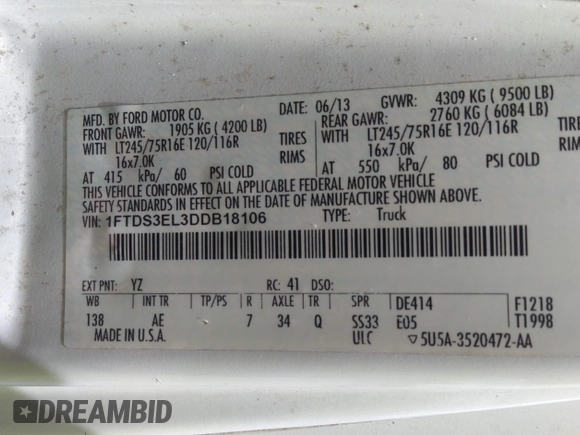 MFD. BY FORD MOTOR CO.
DATE: 06/13 GVWR: 4309 KG ( 9500 LB)
FRONT GAWR: 1905 KG ( 4200 LB) REAR GAWR: 2760 KG ( 6084 LB)
WITH LT245/75R16E 120/116R TIRES WITH LT245/75R16E 120/116R
16x7.0K RIMS 16x7.0K
AT 415 kPa/ 60 PSI COLD AT 550 kPa/ 80 PSI COLD
THIS VEHICLE CONFORMS TO ALL APPLICABLE FEDERAL MOTOR VEHICLE
SAFETY STANDARDS IN EFFECT ON THE DATE OF MANUFACTURE SHOWN ABOVE.
VIN: 1FTDS3EL3DDB18106 TYPE: Truck
EXT PNT: YZ RC: 41 DSO:
WB INT TR TP/PS R AXLE TR SPR DE414 F1218
138 AE 7 34 Q SS33 E05 T1998
MADE IN U.S.A. ULC ▽5U5A-3520472-AA
DREAMBID